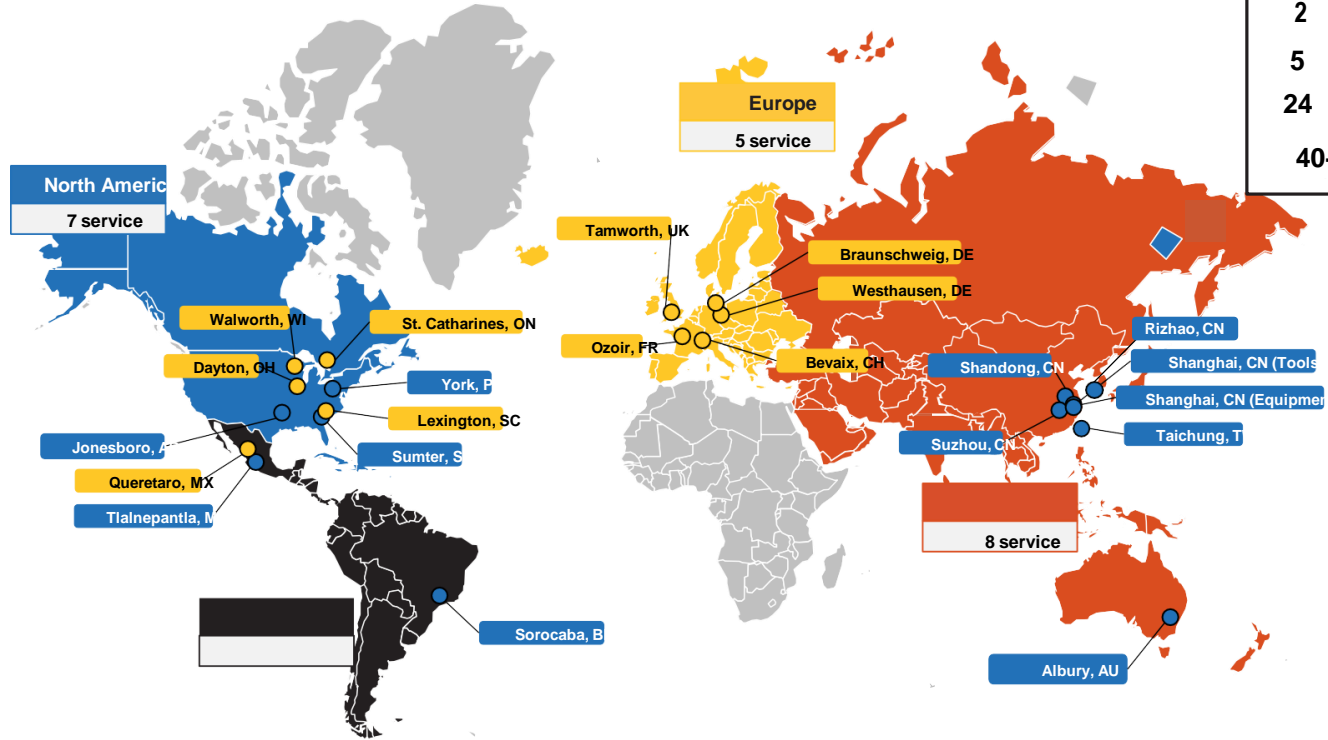 2
5
24
40-
Europe
5 service
North Americ
7 service
Tamworth, UK
Braunschweig, DE
Westhausen, DE
Walworth, WI
St. Catharines, ON
Rizhao, CN
Ozoir, FR
Bevaix, CH
Dayton, OH
Shandong, CN
Shanghai, CN (Tools
York, P
Shanghai, CN (Equipmen
Lexington, SC
Taichung, T
Jonesboro, A
Sumter, S
Suzhou, CN
Queretaro, MX
Tlalnepantla, M
8 service
Sorocaba, B
Albury, AU